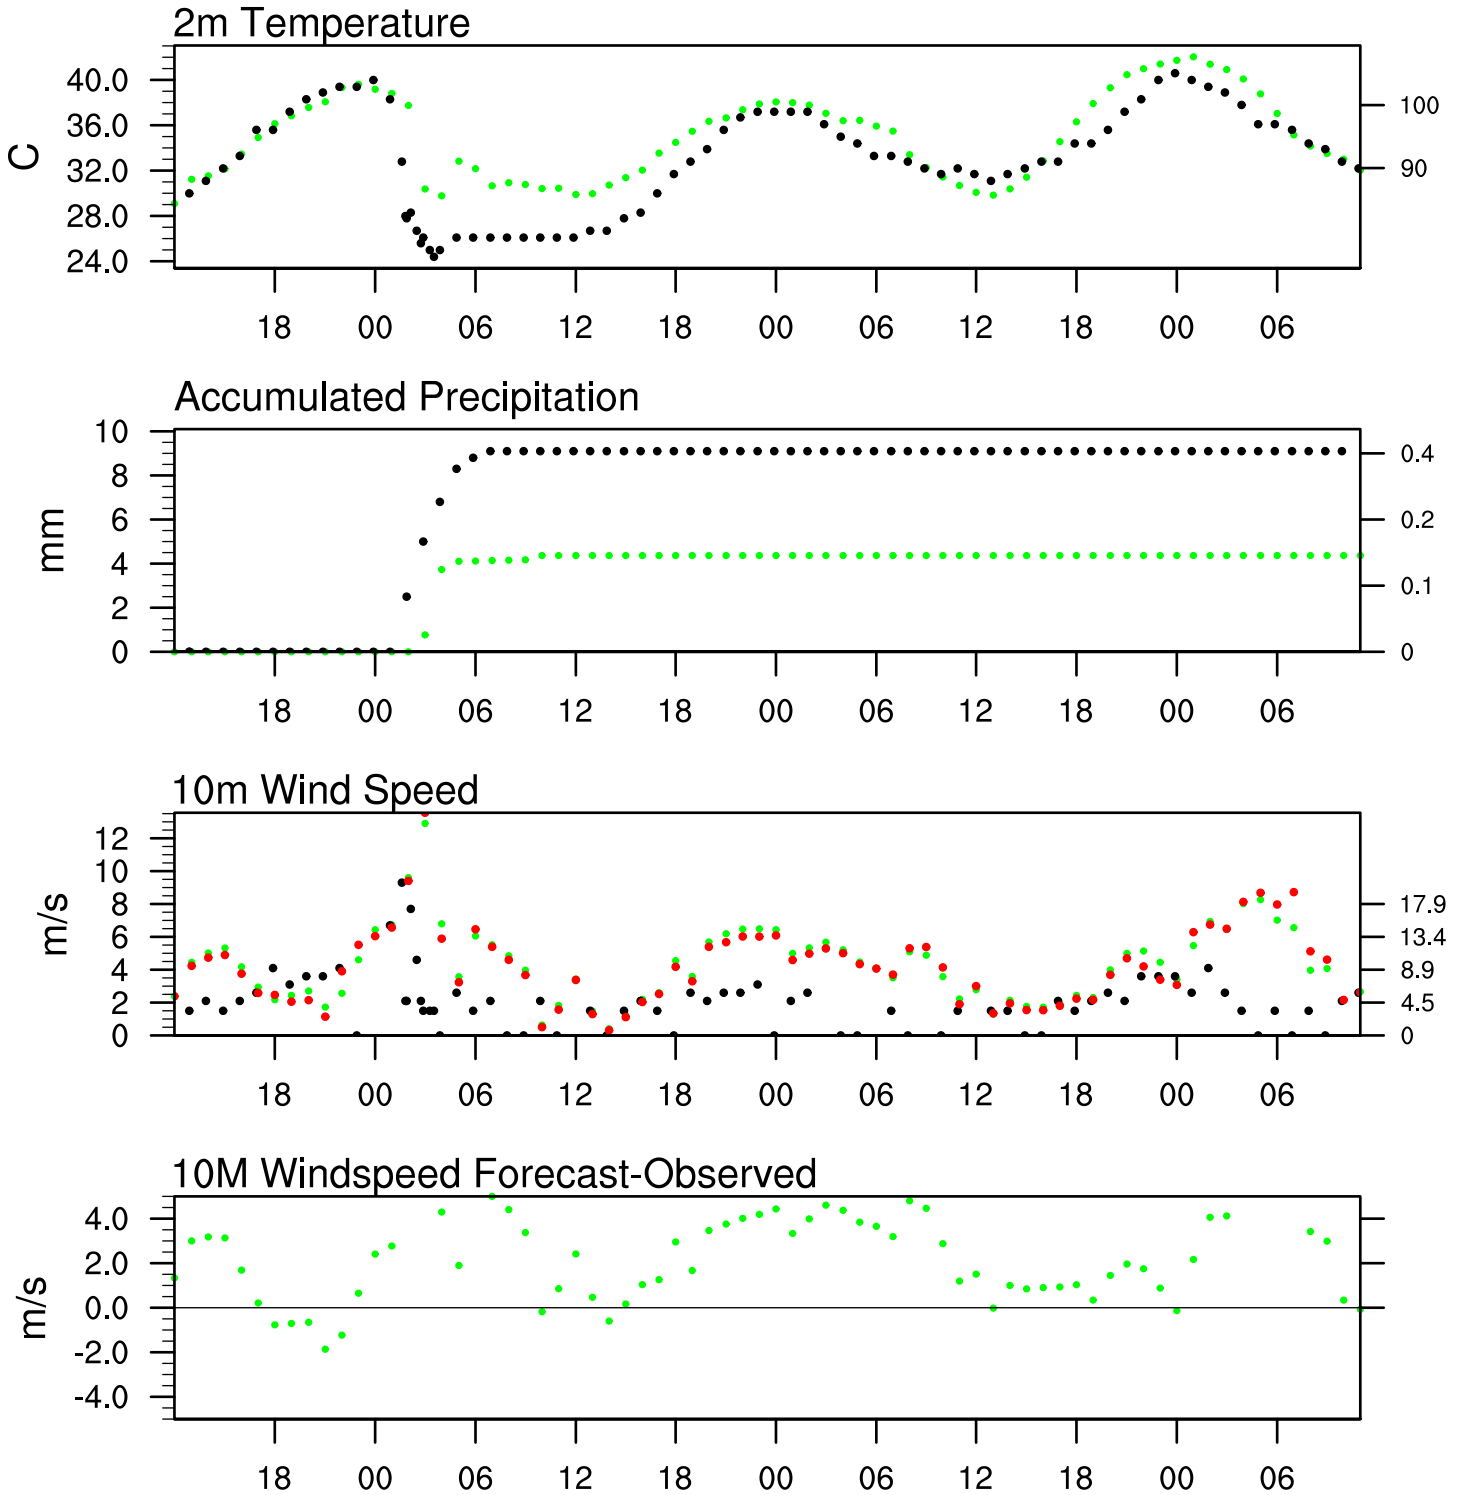 2m Temperature
40.0
36.0
32.0
28.0
24.0
C
100
90
18 00 06 12 18 00 06 12 18 00 06
Accumulated Precipitation
10
8
6
4
2
0
mm
0.4
0.2
0.1
0
18 00 06 12 18 00 06 12 18 00 06
10m Wind Speed
12
10
8
6
4
2
0
m/s
17.9
13.4
8.9
4.5
0
18 00 06 12 18 00 06 12 18 00 06
10M Windspeed Forecast-Observed
4.0
2.0
0.0
-2.0
-4.0
m/s
18 00 06 12 18 00 06 12 18 00 06